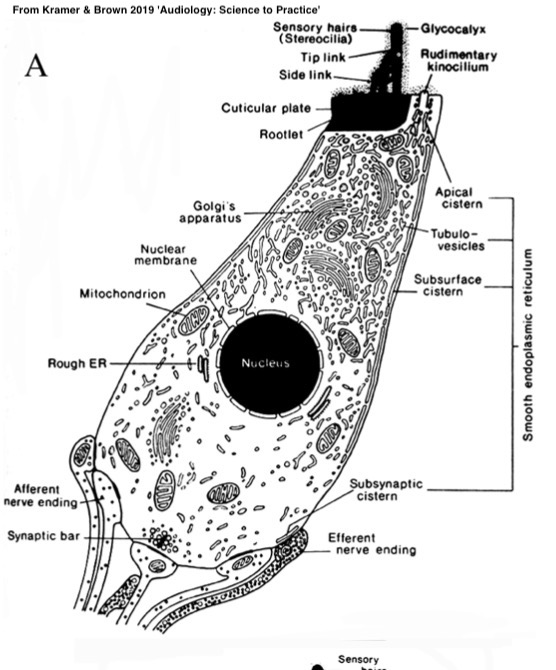 From Kramer & Brown 2019 'Audiology: Science to Practice'
A
Sensory hairs
(Stereocilia)
Glycocalyx
Tip link
Rudimentary
kinocilium
Side link
Cuticular plate
Rootlet
Apical
cistern
Golgi's
apparatus
Tubulo-
vesicles
Nuclear
membrane
Subsurface
cistern
Mitochondrion
Smooth endoplasmic reticulum
Rough ER
Nucleus
Subsynaptic
cistern
Afferent
nerve ending
Synaptic bar
Efferent
nerve ending
Sensory
hairs